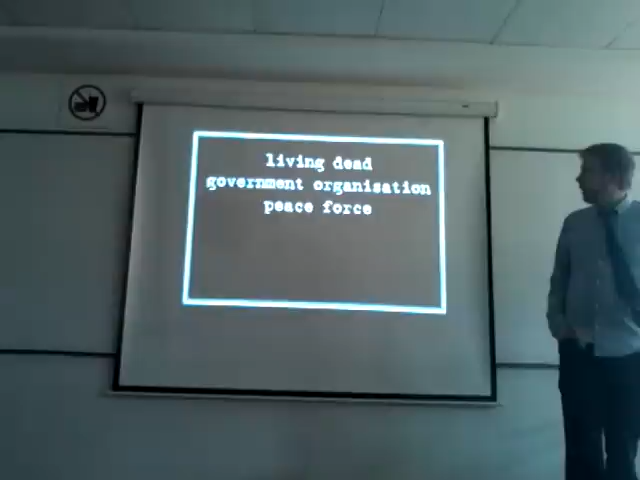 living dead
government organisation
peace force